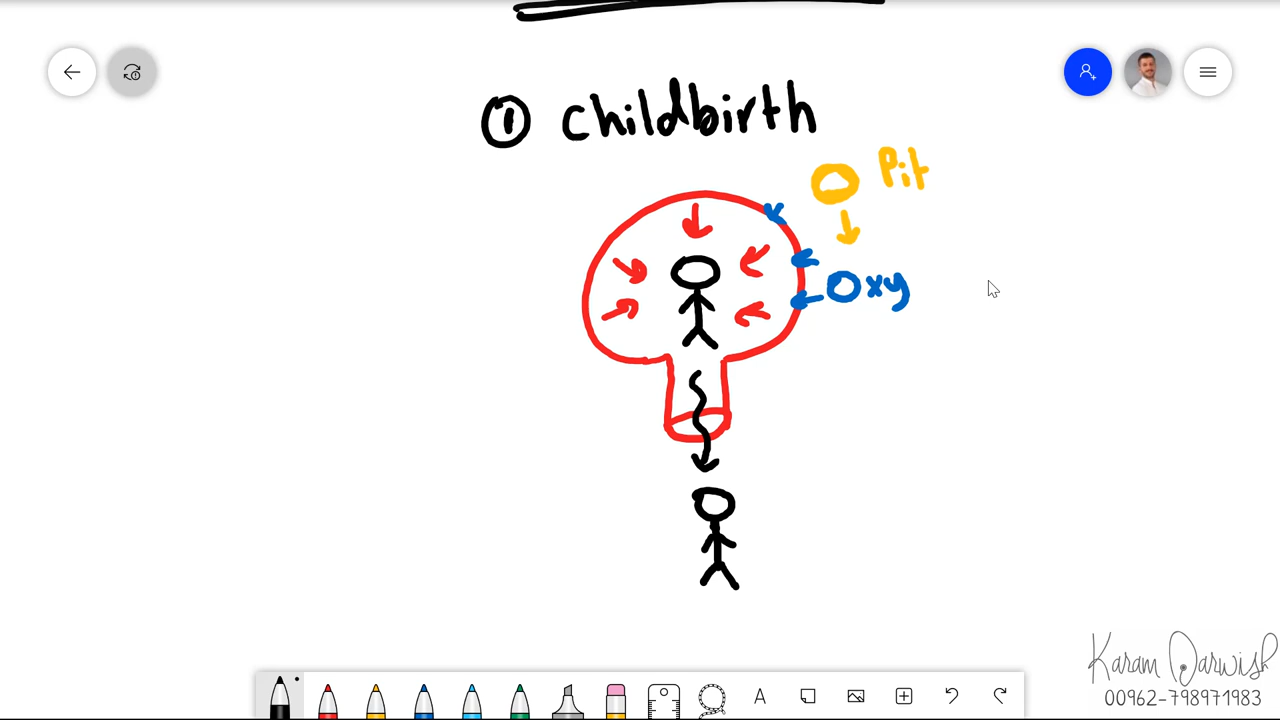 ① childbirth
Pit
Oxy
A
Karam Darwish
00962-798971983